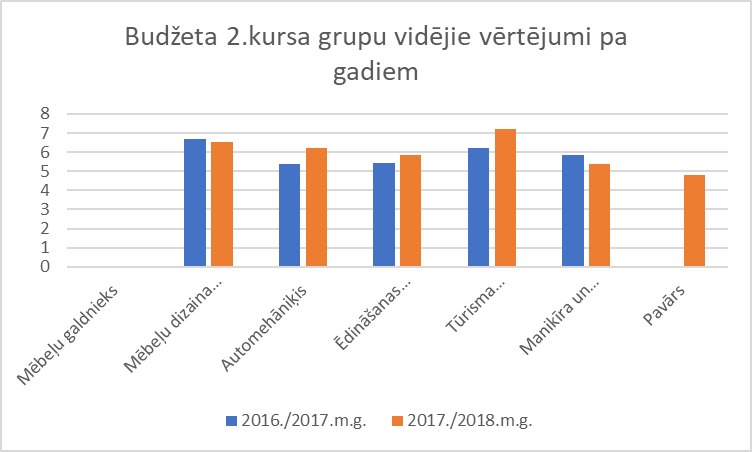 Budžeta 2.kursa grupu vidējie vērtējumi pa
gadiem
8
7
6
5
4
3
2
1
0
Mēbeļu galdnieks
Mēbeļu dizaina...
Automehāniķis
Ēdināšanas...
Tūrisma...
Manikīra un...
Pavārs
2016./2017.m.g.
2017./2018.m.g.